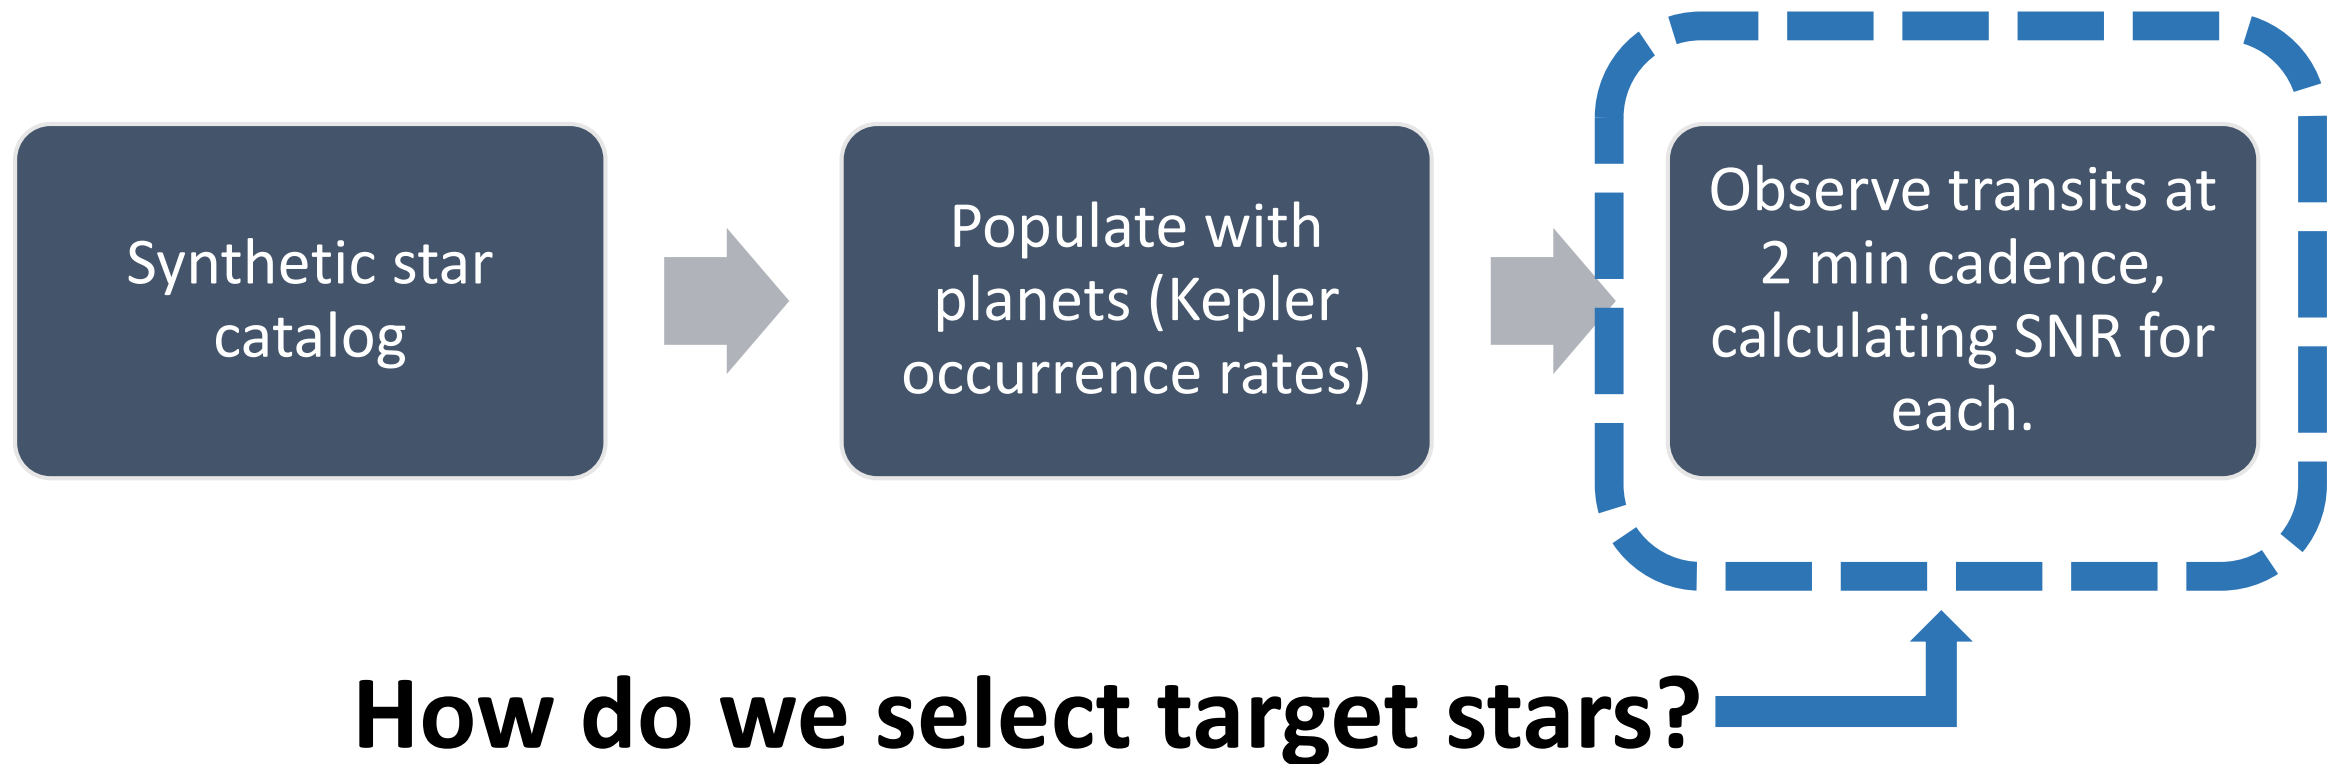 Synthetic star
catalog
Populate with
planets (Kepler
occurrence rates)
Observe transits at
2 min cadence,
calculating SNR for
each.
How do we select target stars?